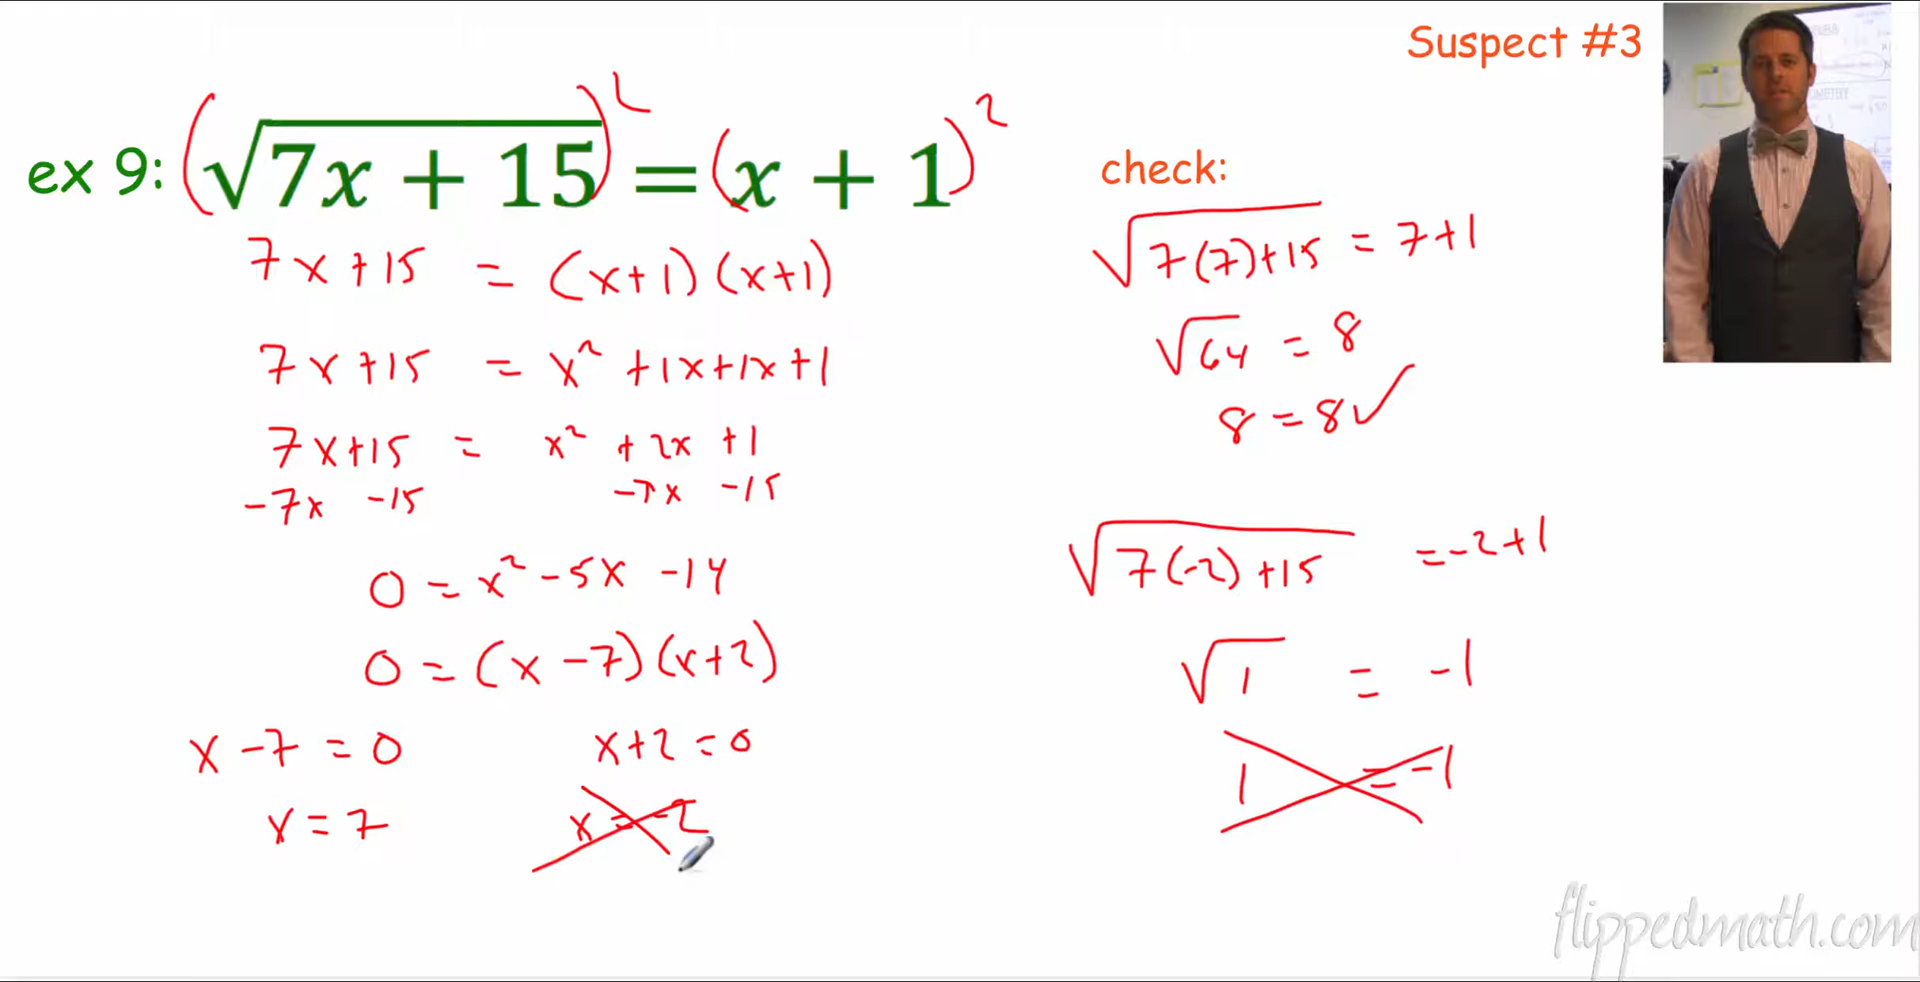 Suspect #3
ex 9: (√7x + 15)² = (x + 1)²
7x + 15 = (x+1)(x+1)
7x + 15 = x² + 1x + 1x + 1
7x + 15 = x² + 2x + 1
-7x -15 -7x -15
0 = x² - 5x - 14
0 = (x - 7)(x + 2)
x - 7 = 0 x + 2 = 0
x = 7 x = -2
check:
√7(7)+15 = 7+1
√64 = 8
8 = 8✓
√7(-2)+15 = -2+1
√1 = -1
1 = -1
flippedmath.com